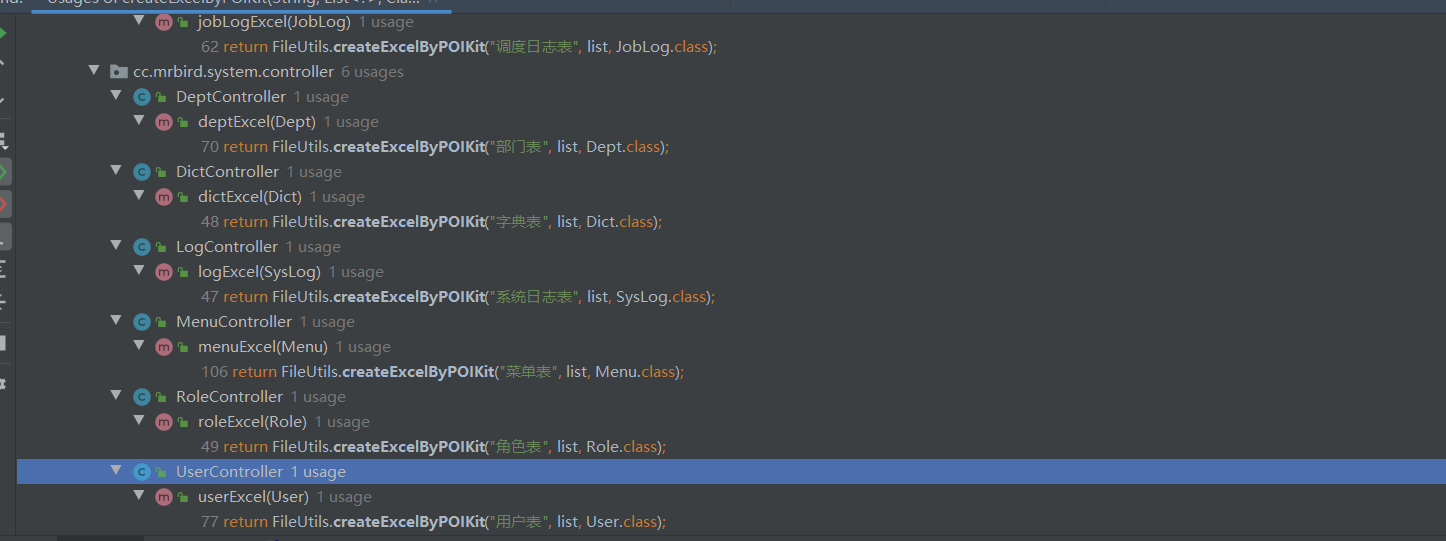 Usages of createExcelByPOIKit(String, List<?>, Cla...
jobLogExcel(JobLog) 1 usage
62 return FileUtils.createExcelByPOIKit("调度日志表", list, JobLog.class);
cc.mrbird.system.controller 6 usages
DeptController 1 usage
deptExcel(Dept) 1 usage
70 return FileUtils.createExcelByPOIKit("部门表", list, Dept.class);
DictController 1 usage
dictExcel(Dict) 1 usage
48 return FileUtils.createExcelByPOIKit("字典表", list, Dict.class);
LogController 1 usage
logExcel(SysLog) 1 usage
47 return FileUtils.createExcelByPOIKit("系统日志表", list, SysLog.class);
MenuController 1 usage
menuExcel(Menu) 1 usage
106 return FileUtils.createExcelByPOIKit("菜单表", list, Menu.class);
RoleController 1 usage
roleExcel(Role) 1 usage
49 return FileUtils.createExcelByPOIKit("角色表", list, Role.class);
UserController 1 usage
userExcel(User) 1 usage
77 return FileUtils.createExcelByPOIKit("用户表", list, User.class);